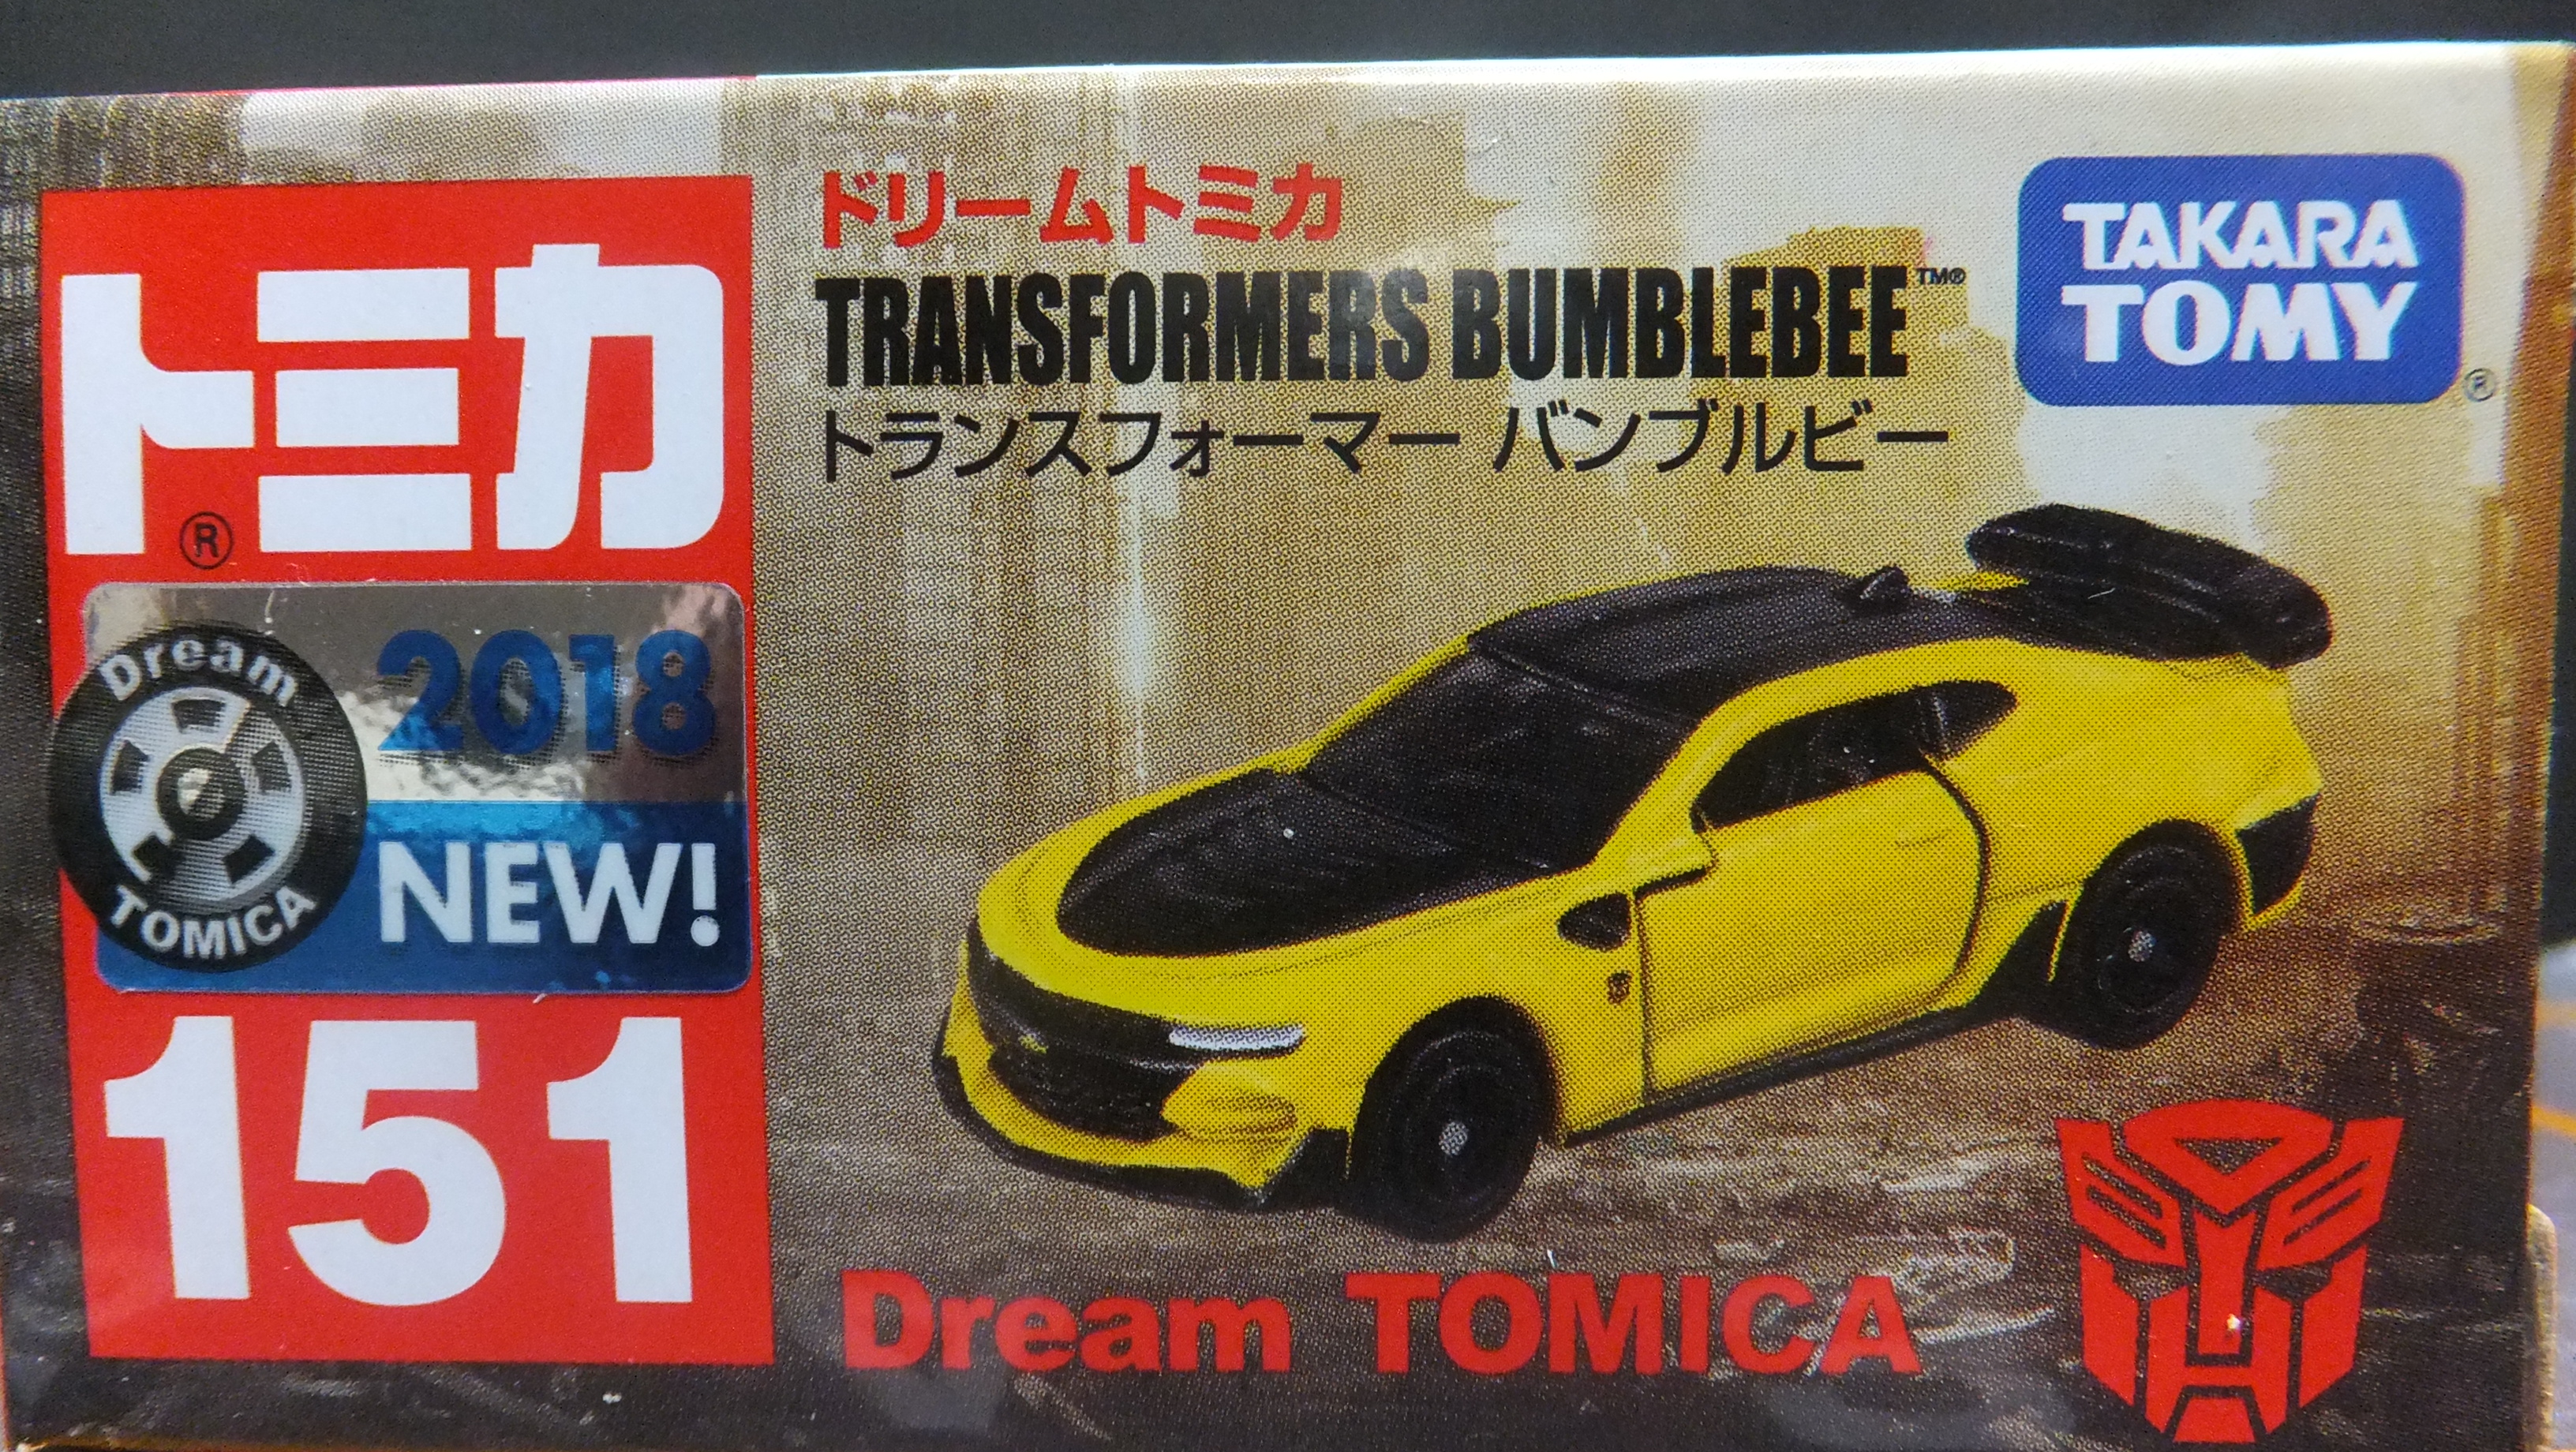 トミカ
®
Dream
TOMICA
2018
NEW!
151
ドリームトミカ
TRANSFORMERS BUMBLEBEE™®
トランスフォーマー バンブルビー
TAKARA
TOMY
®
Dream TOMICA